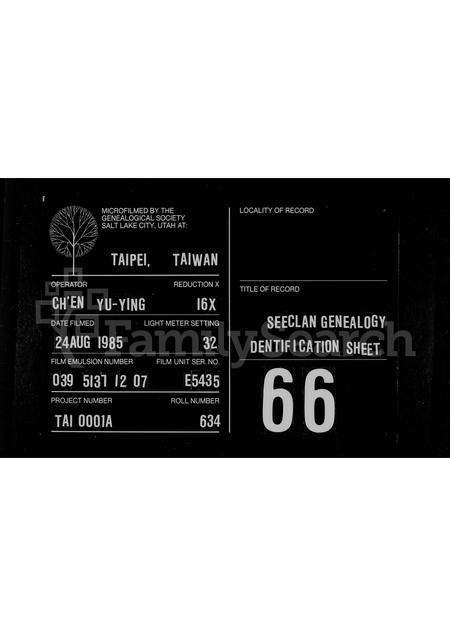 MICROFILMED BY THE
GENEALOGICAL SOCIETY
SALT LAKE CITY, UTAH AT:
TAIPEI, TAIWAN
OPERATOR REDUCTION X
CH'EN YU-YING 16X
DATE FILMED LIGHT METER SETTING
24AUG 1985 32
FILM EMULSION NUMBER FILM UNIT SER. NO.
039 5137 12 07 E5435
PROJECT NUMBER ROLL NUMBER
TAI 0001A 634
LOCALITY OF RECORD
TITLE OF RECORD
SEECLAN GENEALOGY
DENTIFICATION SHEET
66
FamilySearch